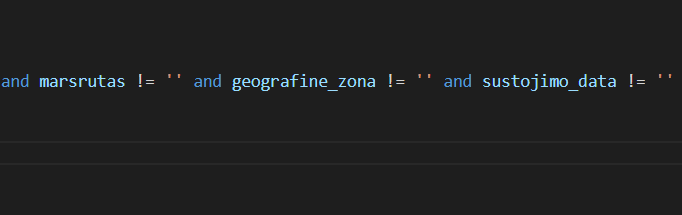 and marsrutas != '' and geografine_zona != '' and sustojimo_data != ''